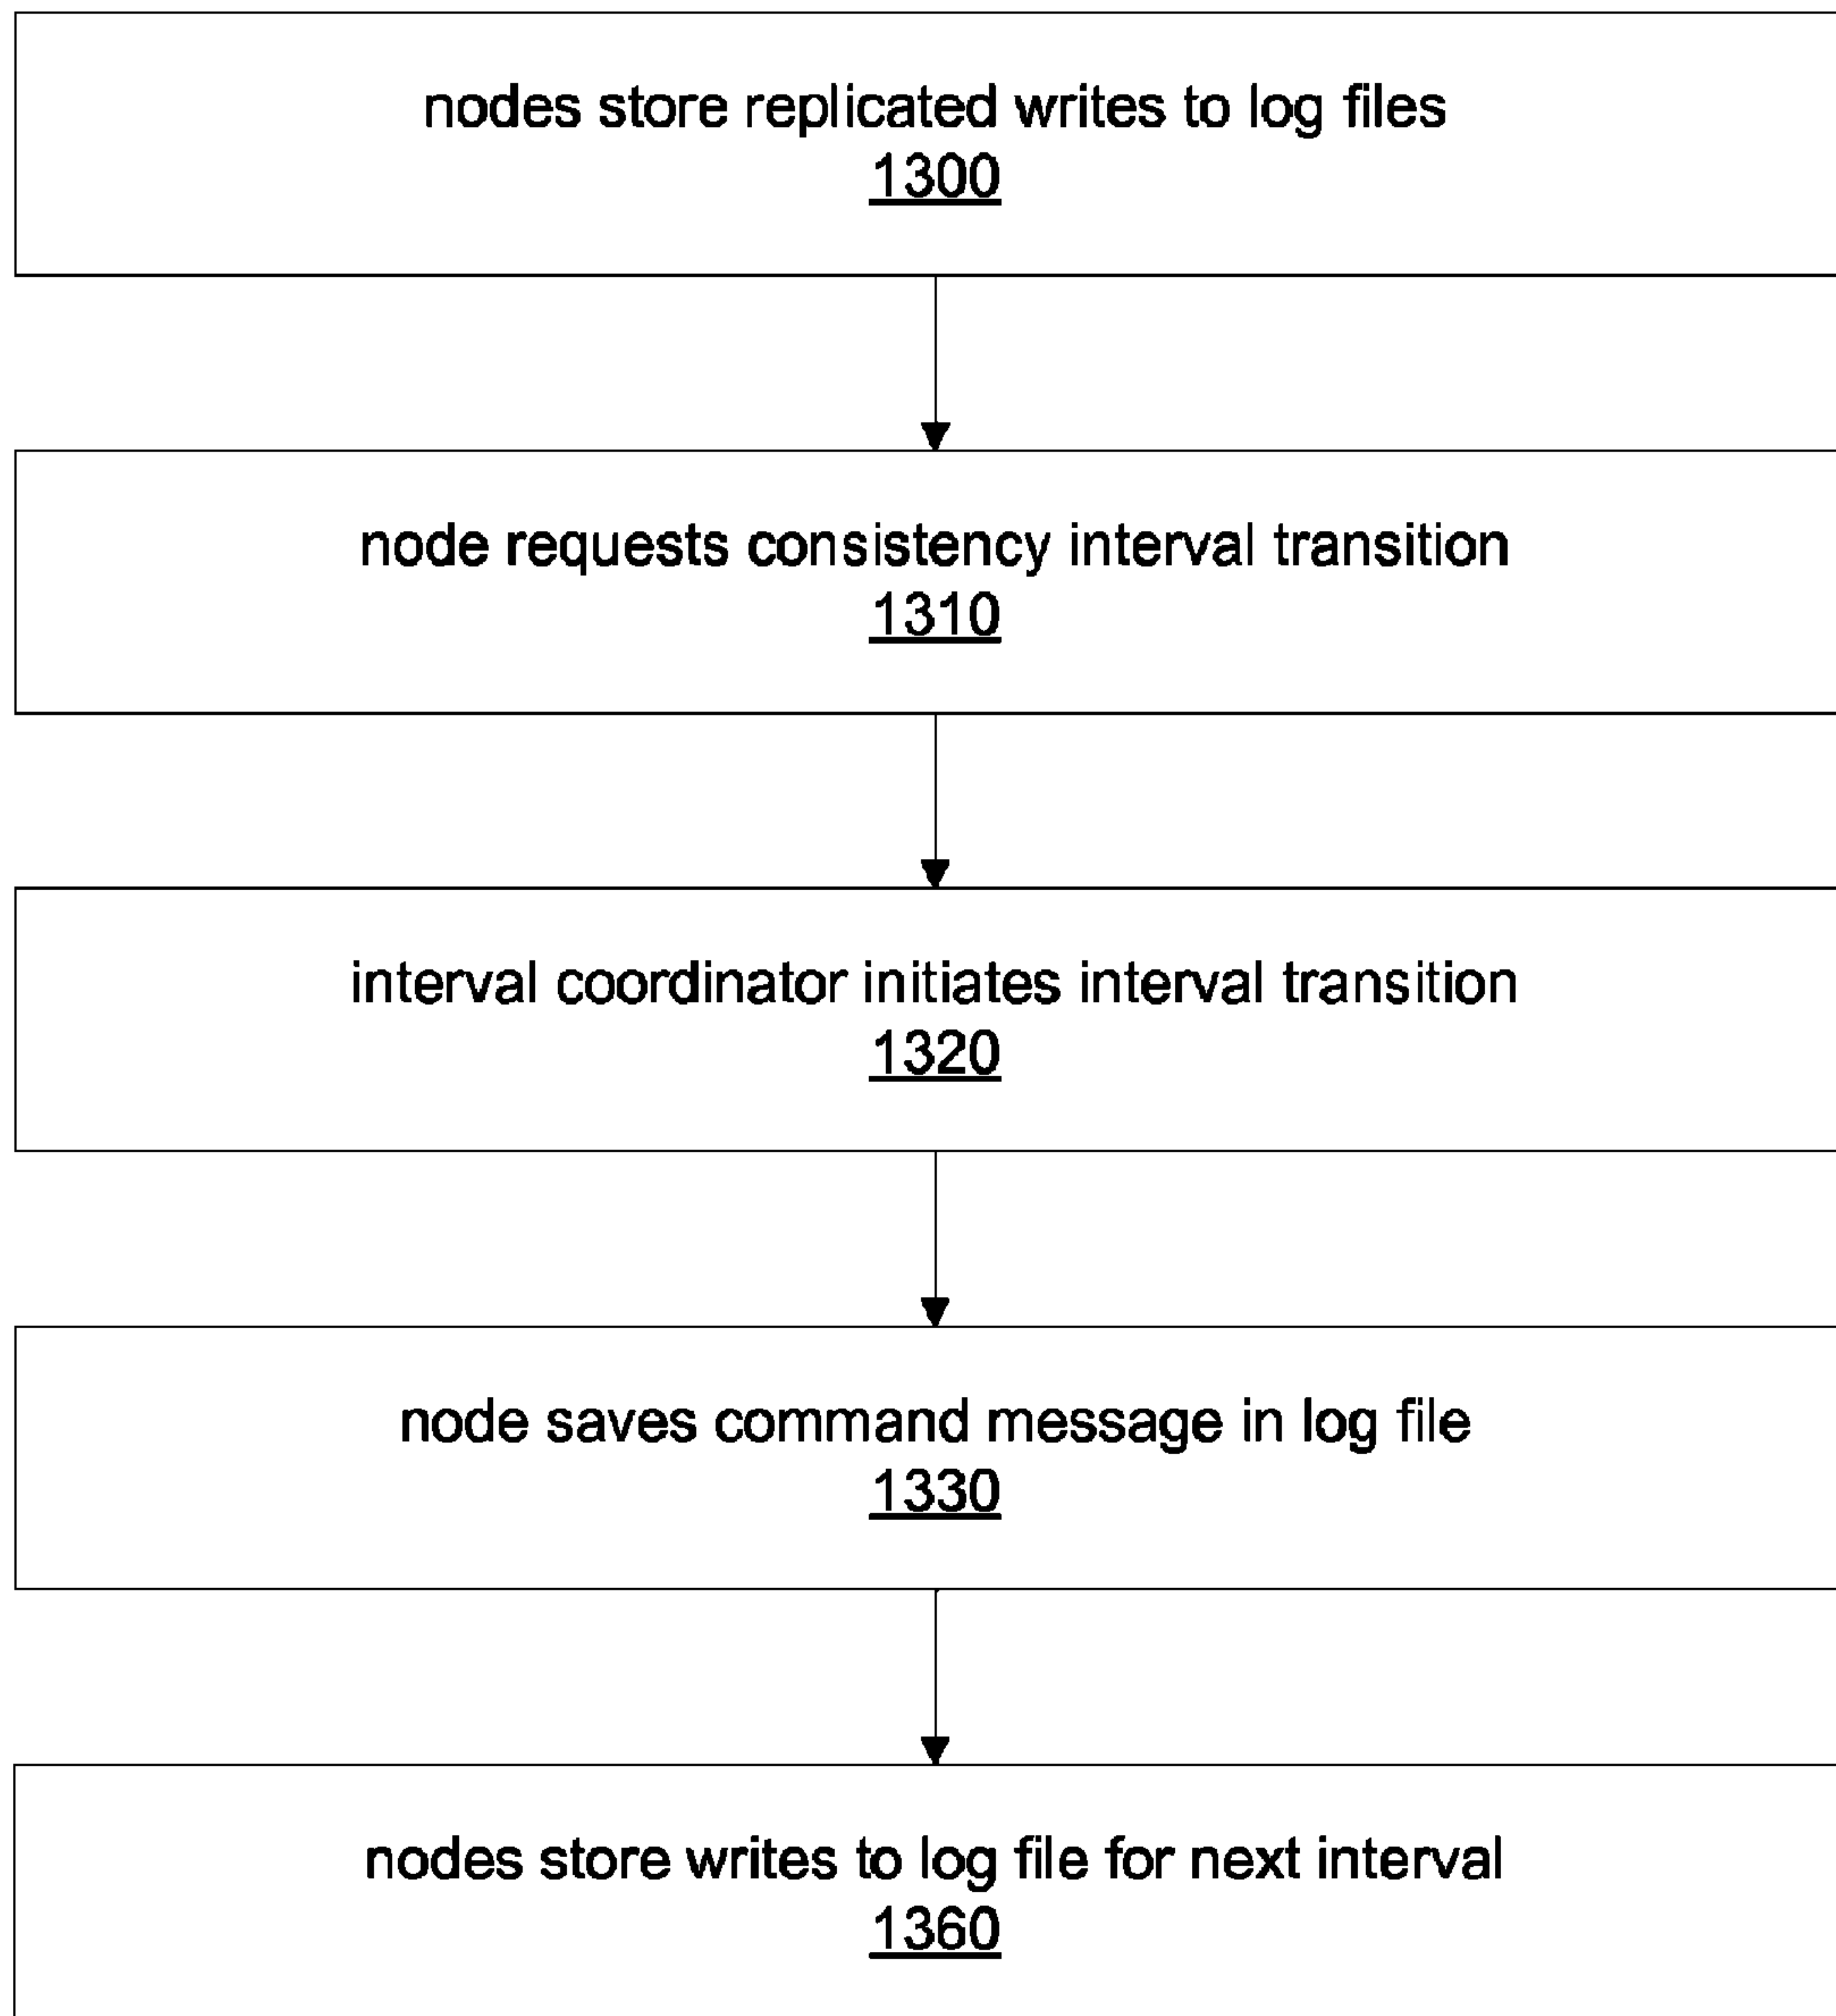 nodes store replicated writes to log files
1300
node requests consistency interval transition
1310
interval coordinator initiates interval transition
1320
node saves command message in log file
1330
nodes store writes to log file for next interval
1360